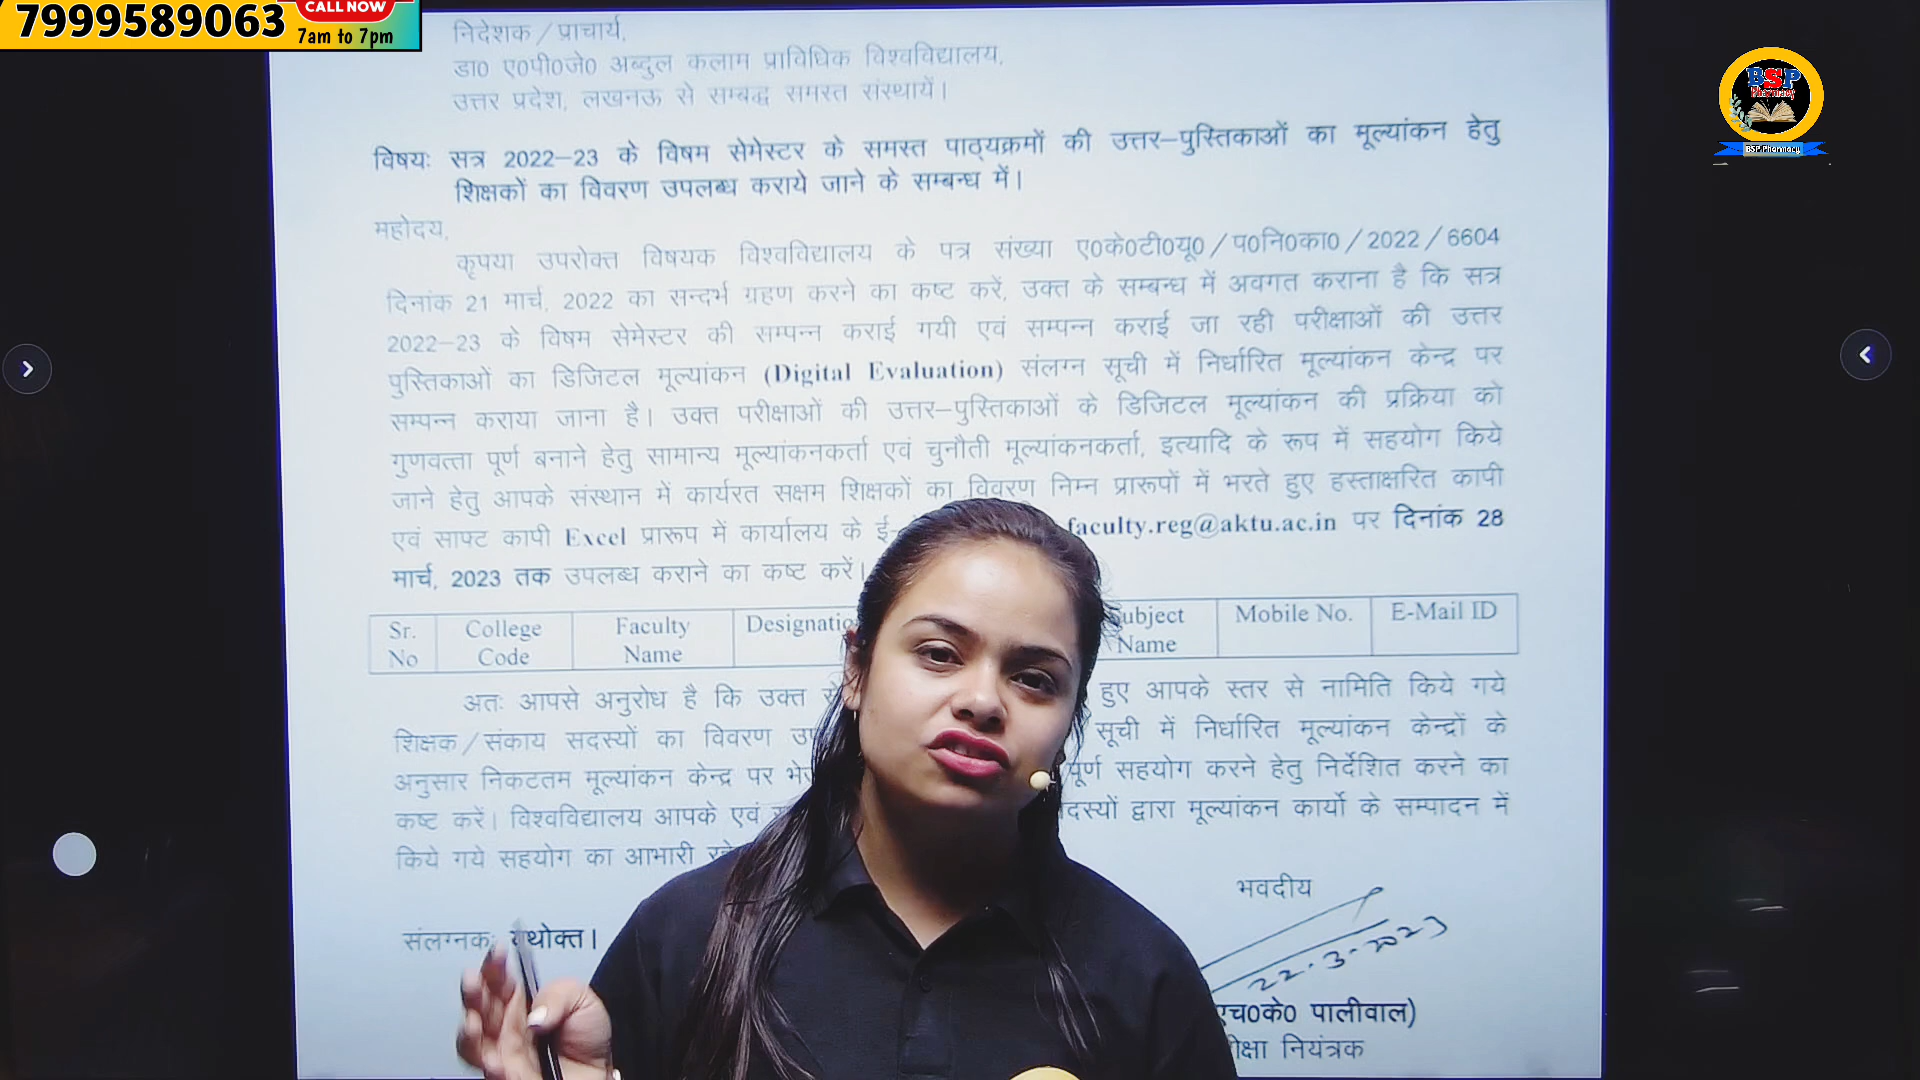 7999589063
CALL NOW
7am to 7pm
BSP
Pharmacy
BSP Pharmacy
निदेशक / प्राचार्य,
डा0 ए0पी0जे0 अब्दुल कलाम प्राविधिक विश्वविद्यालय,
उत्तर प्रदेश, लखनऊ से सम्बद्ध समस्त संस्थायें।
विषयः सत्र 2022–23 के विषम सेमेस्टर के समस्त पाठ्यक्रमों की उत्तर–पुस्तिकाओं का मूल्यांकन हेतु
शिक्षकों का विवरण उपलब्ध कराये जाने के सम्बन्ध में।
महोदय,
कृपया उपरोक्त विषयक विश्वविद्यालय के पत्र संख्या ए0के0टी0यू0 / प0नि0का0 / 2022 / 6604
दिनांक 21 मार्च, 2022 का सन्दर्भ ग्रहण करने का कष्ट करें, उक्त के सम्बन्ध में अवगत कराना है कि सत्र
2022–23 के विषम सेमेस्टर की सम्पन्न कराई गयी एवं सम्पन्न कराई जा रही परीक्षाओं की उत्तर
पुस्तिकाओं का डिजिटल मूल्यांकन (Digital Evaluation) संलग्न सूची में निर्धारित मूल्यांकन केन्द्र पर
सम्पन्न कराया जाना है। उक्त परीक्षाओं की उत्तर–पुस्तिकाओं के डिजिटल मूल्यांकन की प्रक्रिया को
गुणवत्ता पूर्ण बनाने हेतु सामान्य मूल्यांकनकर्ता एवं चुनौती मूल्यांकनकर्ता, इत्यादि के रूप में सहयोग किये
जाने हेतु आपके संस्थान में कार्यरत सक्षम शिक्षकों का विवरण निम्न प्रारूपों में भरते हुए हस्ताक्षरित कापी
एवं साफ्ट कापी Excel प्रारूप में कार्यालय के ई- faculty.reg@aktu.ac.in पर दिनांक 28
मार्च, 2023 तक उपलब्ध कराने का कष्ट करें।
Sr. No College Code Faculty Name Designatio ubject Name Mobile No. E-Mail ID
अतः आपसे अनुरोध है कि उक्त हुए आपके स्तर से नामिति किये गये
शिक्षक / संकाय सदस्यों का विवरण सूची में निर्धारित मूल्यांकन केन्द्रों के
अनुसार निकटतम मूल्यांकन केन्द्र पर पूर्ण सहयोग करने हेतु निर्देशित करने का
कष्ट करें। विश्वविद्यालय आपके एवं दस्यों द्वारा मूल्यांकन कार्यो के सम्पादन में
किये गये सहयोग का आभारी
भवदीय
22.3.2023
संलग्नकः यथोक्त।
एच0के0 पालीवाल)
क्षा नियंत्रक